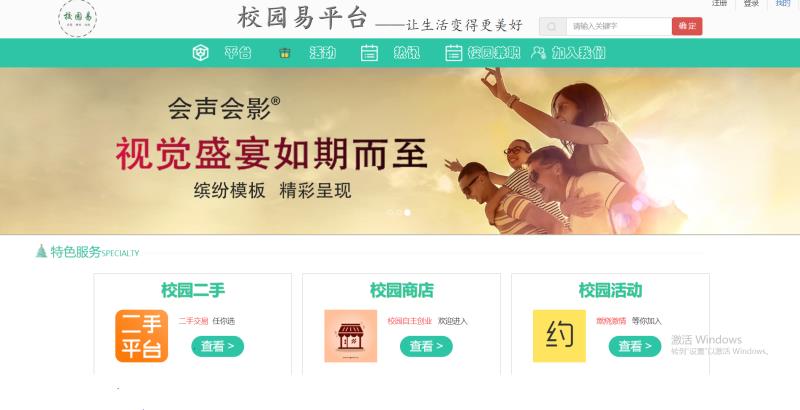 注册 登录 我的
校园易
校园易平台 ——让生活变得更美好
请输入关键字 确 定
平台 活动 热讯 校园兼职 加入我们
会声会影®
视觉盛宴如期而至
缤纷模板 精彩呈现
特色服务SPECIALTY
校园二手 校园商店 校园活动
二手平台
二手交易 任你选
查看 >
校园自主创业 欢迎进入
查看 >
约
燃烧激情 等你加入
查看 >
激活 Windows
转到"设置"以激活 Windows。